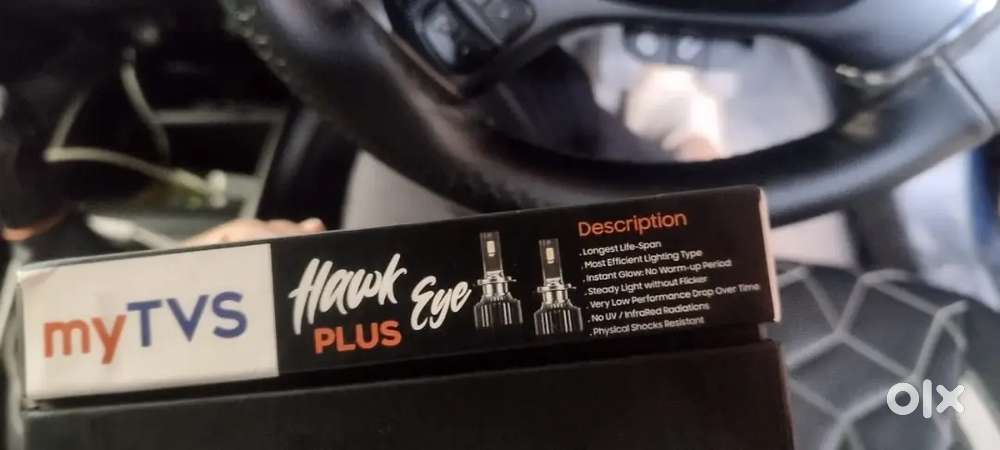 myTVS
Hawk Eye
PLUS
Description
. Longest Life-Span
. Most Efficient Lighting Type
. Instant Glow: No Warm-up Period
. Steady Light without Flicker
. Very Low Performance Drop Over Time
. No UV / InfraRed Radiations
. Physical Shocks Resistant
olx